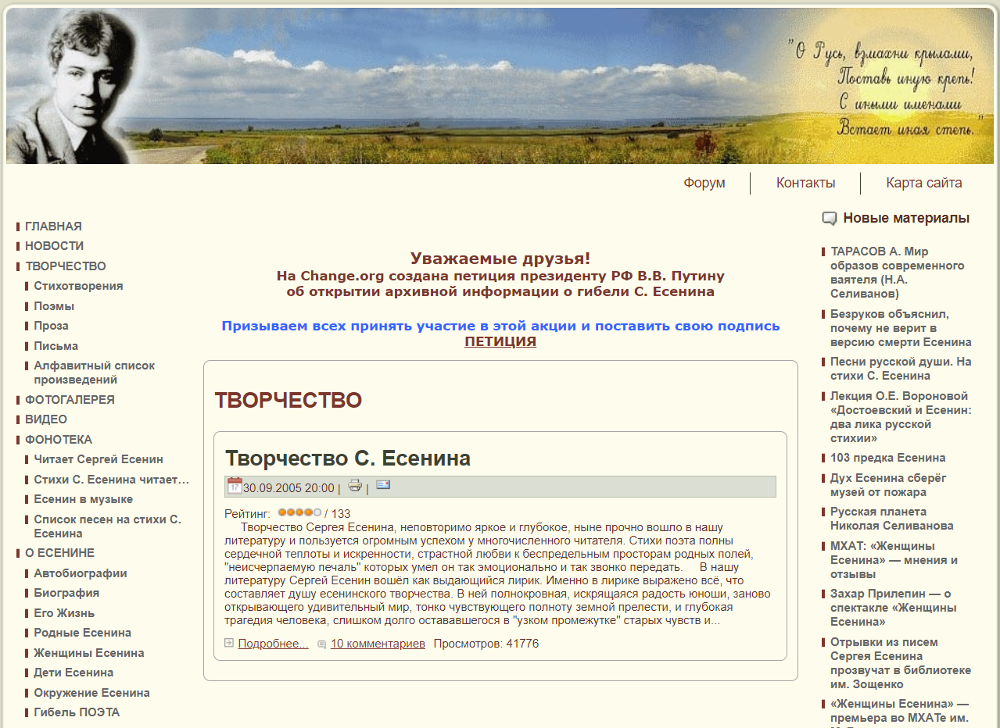 "О Русь, взмахни крылами,
Поставь иную крепь!
С иными именами
Встает иная степь."
Форум
Контакты
Карта сайта
ГЛАВНАЯ
НОВОСТИ
ТВОРЧЕСТВО
Стихотворения
Поэмы
Проза
Письма
Алфавитный список
произведений
ФОТОГАЛЕРЕЯ
ВИДЕО
ФОНОТЕКА
Читает Сергей Есенин
Стихи С. Есенина читает…
Есенин в музыке
Список песен на стихи С.
Есенина
О ЕСЕНИНЕ
Автобиографии
Биография
Его Жизнь
Родные Есенина
Женщины Есенина
Дети Есенина
Окружение Есенина
Гибель ПОЭТА
Уважаемые друзья!
На Change.org создана петиция президенту РФ В.В. Путину
об открытии архивной информации о гибели С. Есенина
Призываем всех принять участие в этой акции и поставить свою подпись
ПЕТИЦИЯ
ТВОРЧЕСТВО
Творчество С. Есенина
17 30.09.2005 20:00 | |
Рейтинг: / 133
Творчество Сергея Есенина, неповторимо яркое и глубокое, ныне прочно вошло в нашу
литературу и пользуется огромным успехом у многочисленного читателя. Стихи поэта полны
сердечной теплоты и искренности, страстной любви к беспредельным просторам родных полей,
"неисчерпаемую печаль" которых умел он так эмоционально и так звонко передать. В нашу
литературу Сергей Есенин вошёл как выдающийся лирик. Именно в лирике выражено всё, что
составляет душу есенинского творчества. В ней полнокровная, искрящаяся радость юноши, заново
открывающего удивительный мир, тонко чувствующего полноту земной прелести, и глубокая
трагедия человека, слишком долго остававшегося в "узком промежутке" старых чувств и...
Подробнее... 10 комментариев Просмотров: 41776
Новые материалы
ТАРАСОВ А. Мир
образов современного
ваятеля (Н.А.
Селиванов)
Безруков объяснил,
почему не верит в
версию смерти Есенина
Песни русской души. На
стихи С. Есенина
Лекция О.Е. Вороновой
«Достоевский и Есенин:
два лика русской
стихии»
103 предка Есенина
Дух Есенина сберёг
музей от пожара
Русская планета
Николая Селиванова
МХАТ: «Женщины
Есенина» — мнения и
отзывы
Захар Прилепин — о
спектакле «Женщины
Есенина»
Отрывки из писем
Сергея Есенина
прозвучат в библиотеке
им. Зощенко
«Женщины Есенина» —
премьера во МХАТе им.